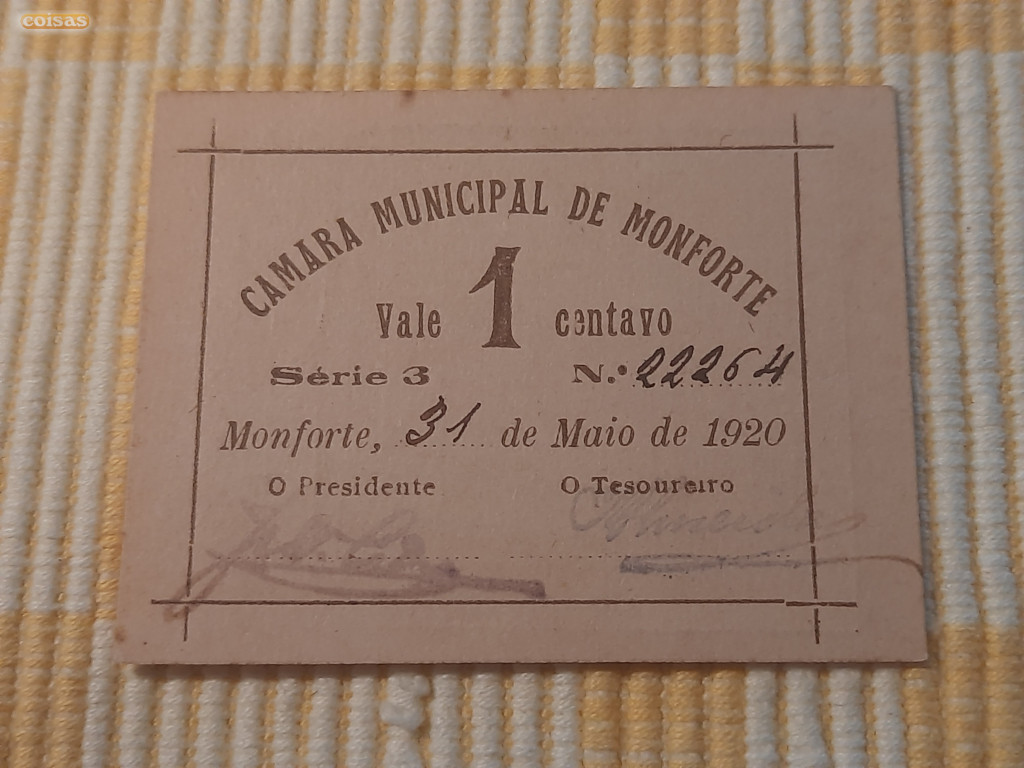 coisas
CAMARA MUNICIPAL DE MONFORTE
Vale 1 centavo
Série 3 N.º 22264
Monforte, 31 de Maio de 1920
O Presidente O Tesoureiro